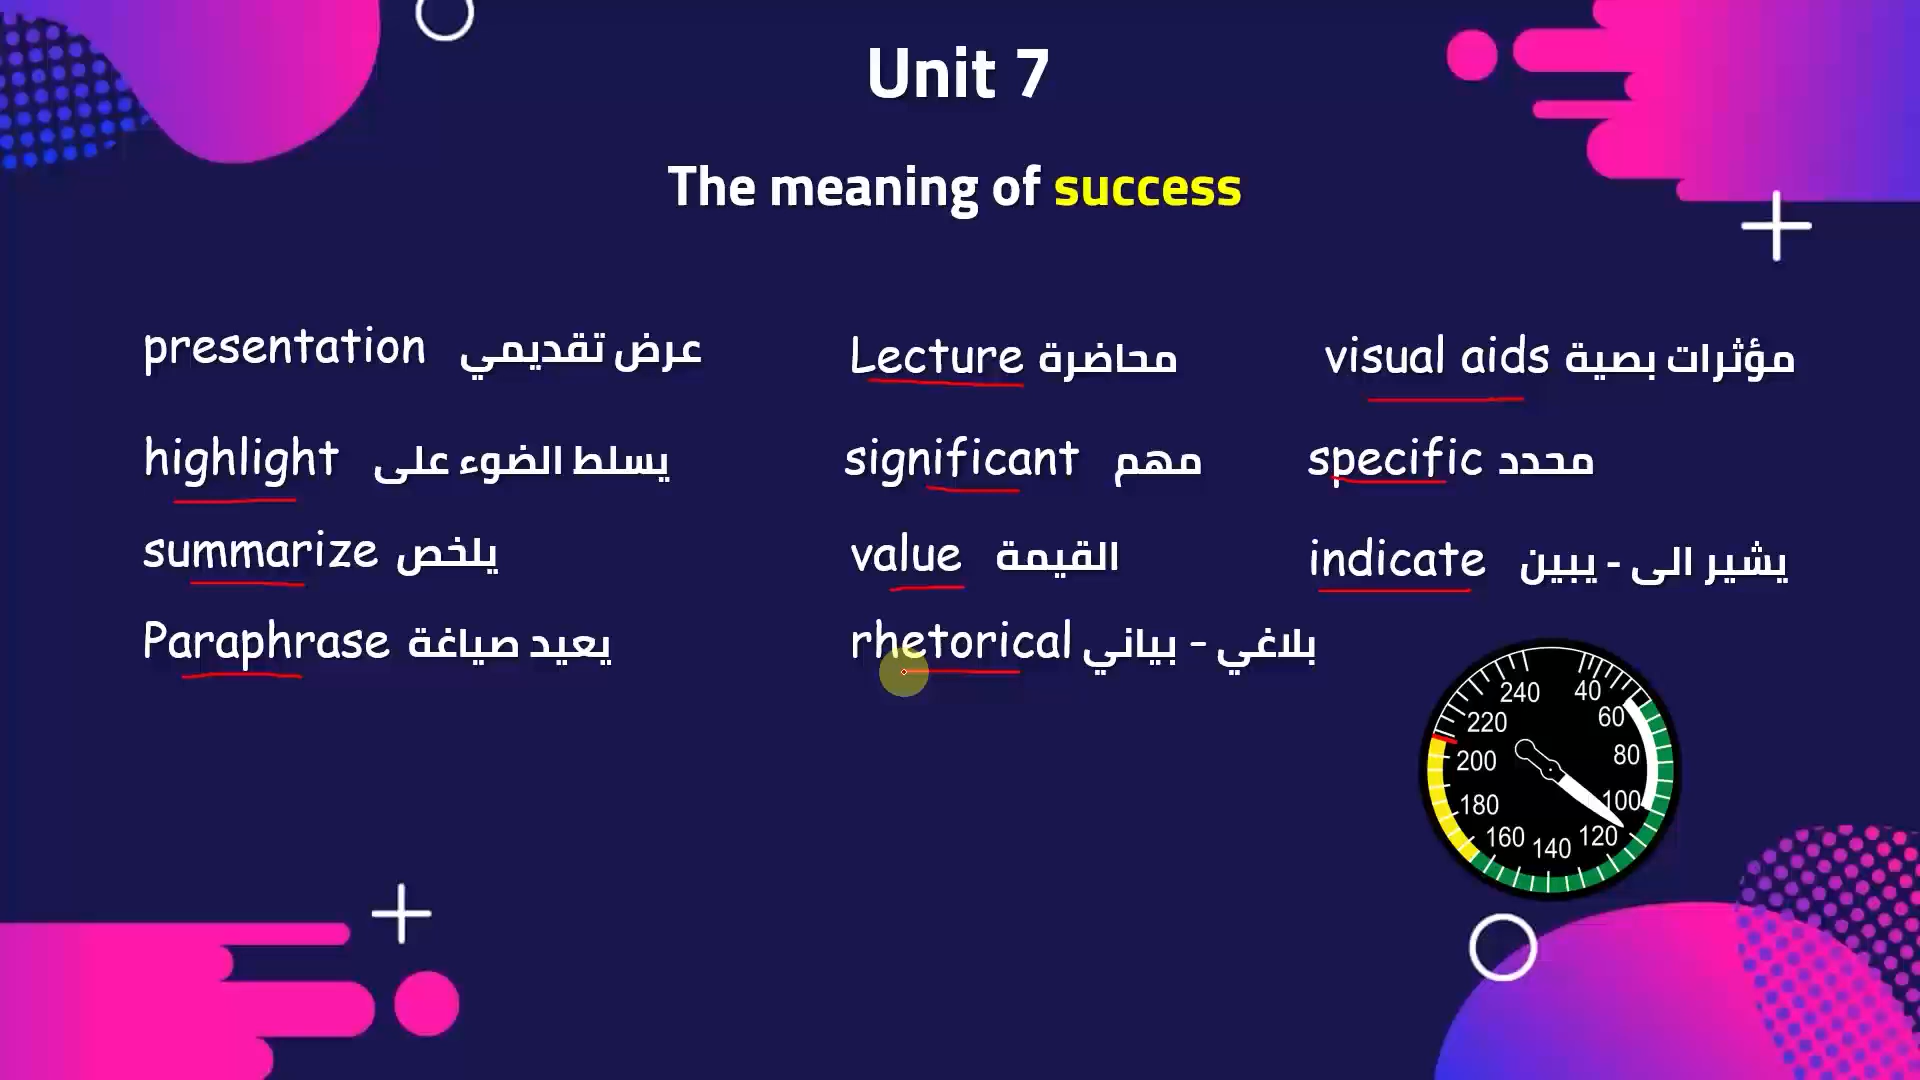 Unit 7
The meaning of success
presentation عرض تقديمي
Lecture محاضرة
visual aids مؤثرات بصية
highlight يسلط الضوء على
significant مهم
specific محدد
summarize يلخص
value القيمة
indicate يشير الى - يبين
Paraphrase يعيد صياغة
rhetorical بلاغي - بياني
240 40
220 60
200 80
180 100
160 140 120